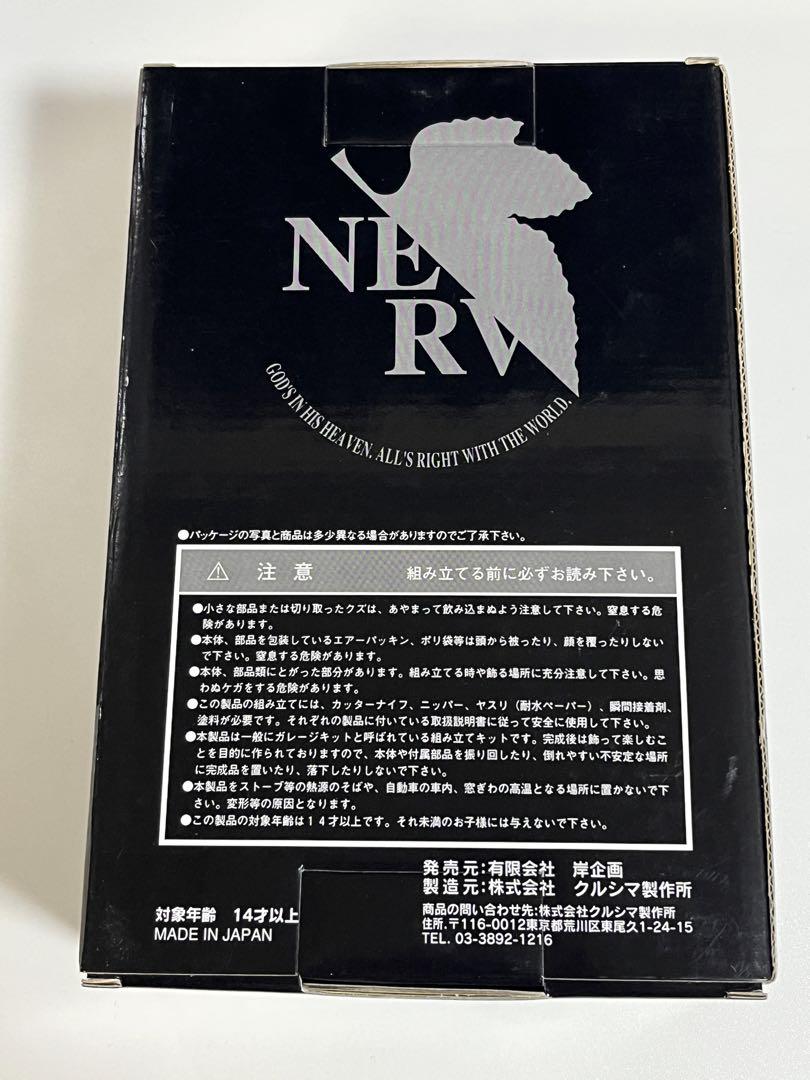 NE
RV
GOD'S IN HIS HEAVEN. ALL'S RIGHT WITH THE WORLD.
●パッケージの写真と商品は多少異なる場合がありますのでご了承下さい。
⚠ 注 意 組み立てる前に必ずお読み下さい。
●小さな部品または切り取ったクズは、あやまって飲み込まぬよう注意して下さい。窒息する危
険があります。
●本体、部品を包装しているエアーパッキン、ポリ袋等は頭から被ったり、顔を覆ったりしない
で下さい。窒息する危険があります。
●本体、部品類にとがった部分があります。組み立てる時や飾る場所に充分注意して下さい。思
わぬケガをする危険があります。
●この製品の組み立てには、カッターナイフ、ニッパー、ヤスリ（耐水ペーパー）、瞬間接着剤、
塗料が必要です。それぞれの製品に付いている取扱説明書に従って安全に使用して下さい。
●本製品は一般にガレージキットと呼ばれている組み立てキットです。完成後は飾って楽しむこ
とを目的に作られておりますので、本体や付属部品を振り回したり、倒れやすい不安定な場所
に完成品を置いたり、落下したりしないで下さい。
●本製品をストーブ等の熱源のそばや、自動車の車内、窓ぎわの高温となる場所に置かないで下
さい。変形等の原因となります。
●この製品の対象年齢は１４才以上です。それ未満のお子様には与えないで下さい。
発 売 元:有限会社 岸企画
製 造 元:株式会社 クルシマ製作所
対象年齢 14才以上
MADE IN JAPAN
商品の問い合わせ先:株式会社クルシマ製作所
住所.〒116-0012東京都荒川区東尾久1-24-15
TEL. 03-3892-1216